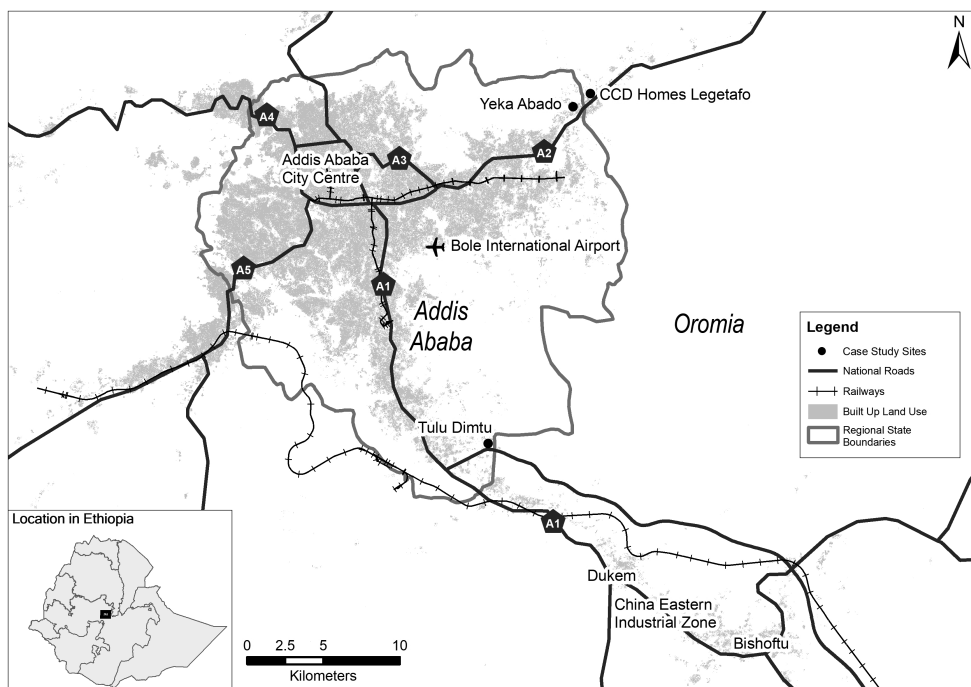 N
CCD Homes Legetafo
Yeka Abado
A4
A2
A3
Addis Ababa
City Centre
Bole International Airport
A5
A1
Addis
Ababa
Oromia
Legend
Case Study Sites
National Roads
Railways
Built Up Land Use
Regional State
Boundaries
Tulu Dimtu
A1
Location in Ethiopia
Dukem
China Eastern
Industrial Zone
Bishoftu
0 2.5 5 10
Kilometers